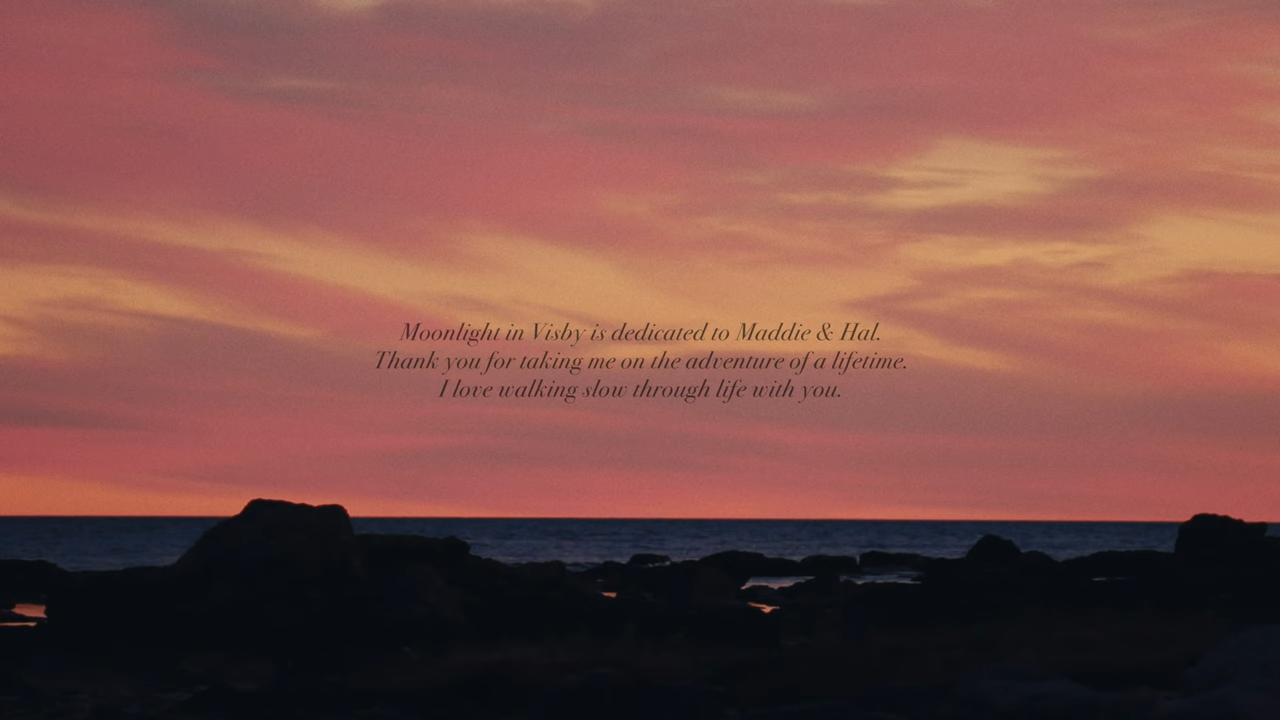 Moonlight in Visby is dedicated to Maddie & Hal.
Thank you for taking me on the adventure of a lifetime.
I love walking slow through life with you.